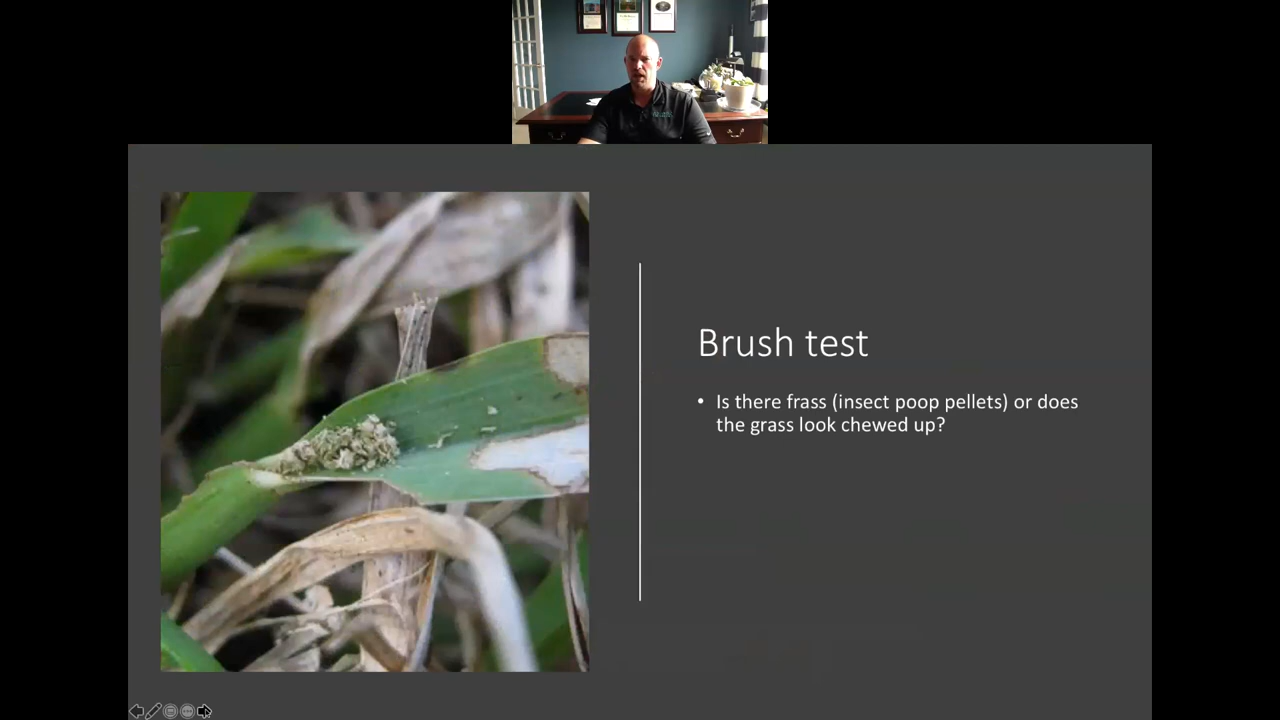 Brush test
• Is there frass (insect poop pellets) or does
the grass look chewed up?